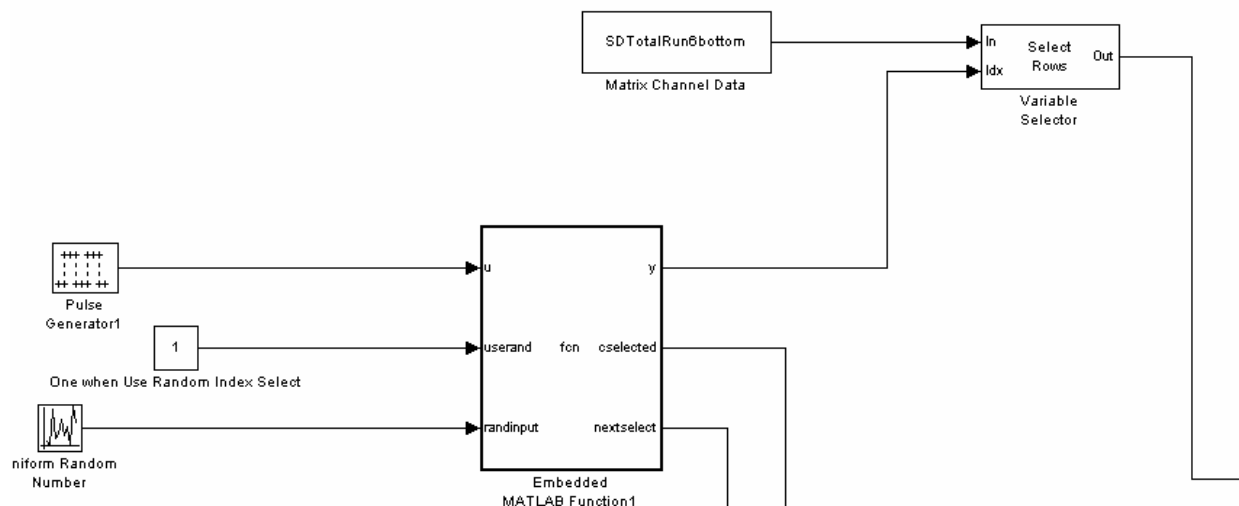 SDTotalRun6bottom
Matrix Channel Data
In
Idx
Select
Rows
Out
Variable
Selector
Pulse
Generator1
1
One when Use Random Index Select
niform Random
Number
u
userand
randinput
fcn
y
cselected
nextselect
Embedded
MATLAB Function1